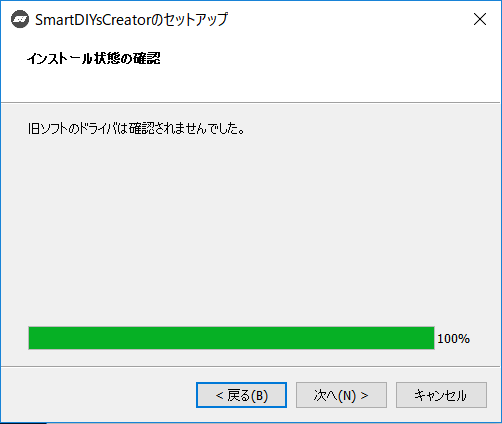 SmartDIYsCreatorのセットアップ
インストール状態の確認
旧ソフトのドライバは確認されませんでした。
100%
< 戻る(B)
次へ(N) >
キャンセル